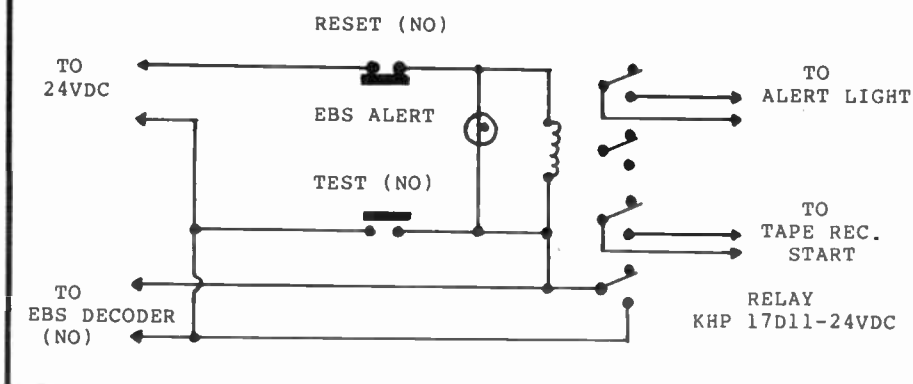 RESET (NO)
TO
24VDC
EBS ALERT
TO
ALERT LIGHT
TEST (NO)
TO
TAPE REC.
START
TO
EBS DECODER
(NO)
RELAY
KHP 17D11-24VDC